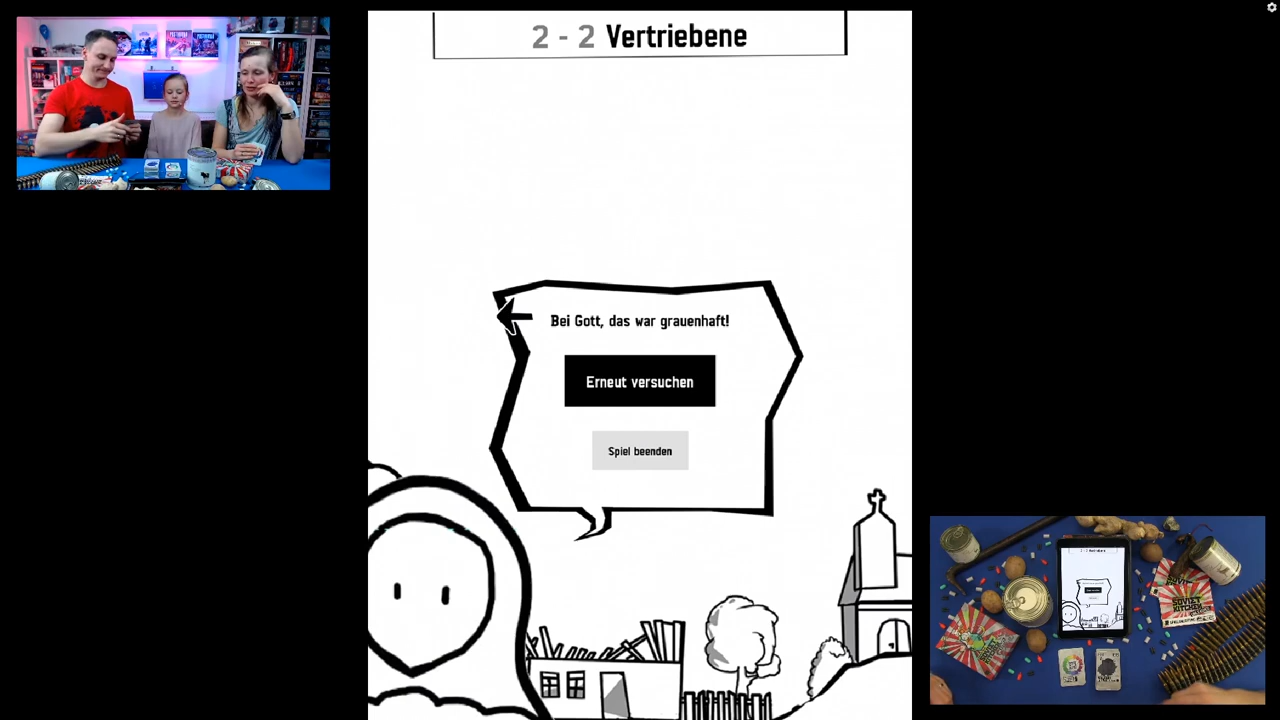 2 - 2 Vertriebene
Bei Gott, das war grauenhaft!
Erneut versuchen
Spiel beenden